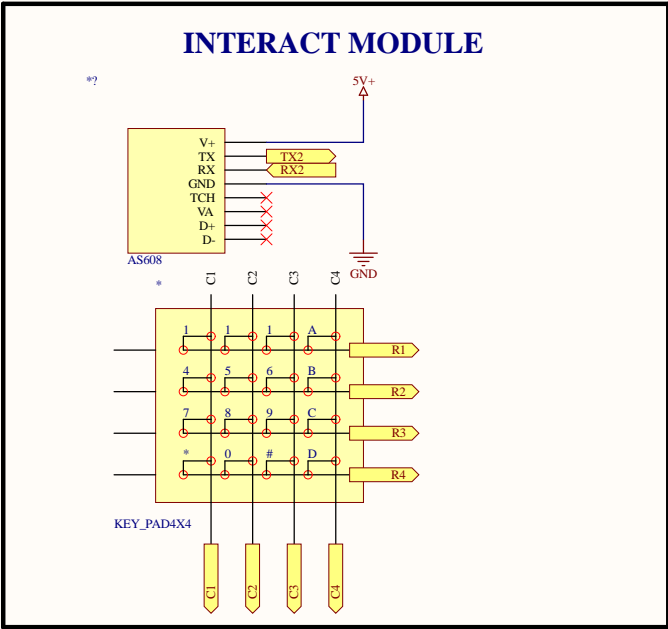 INTERACT MODULE
*?
5V+
V+
TX TX2
RX RX2
GND
TCH
VA
D+
D-
AS608
GND
*
C1 C2 C3 C4
1 1 1 A
R1
4 5 6 B
R2
7 8 9 C
R3
* 0 # D
R4
KEY_PAD4X4
C1 C2 C3 C4